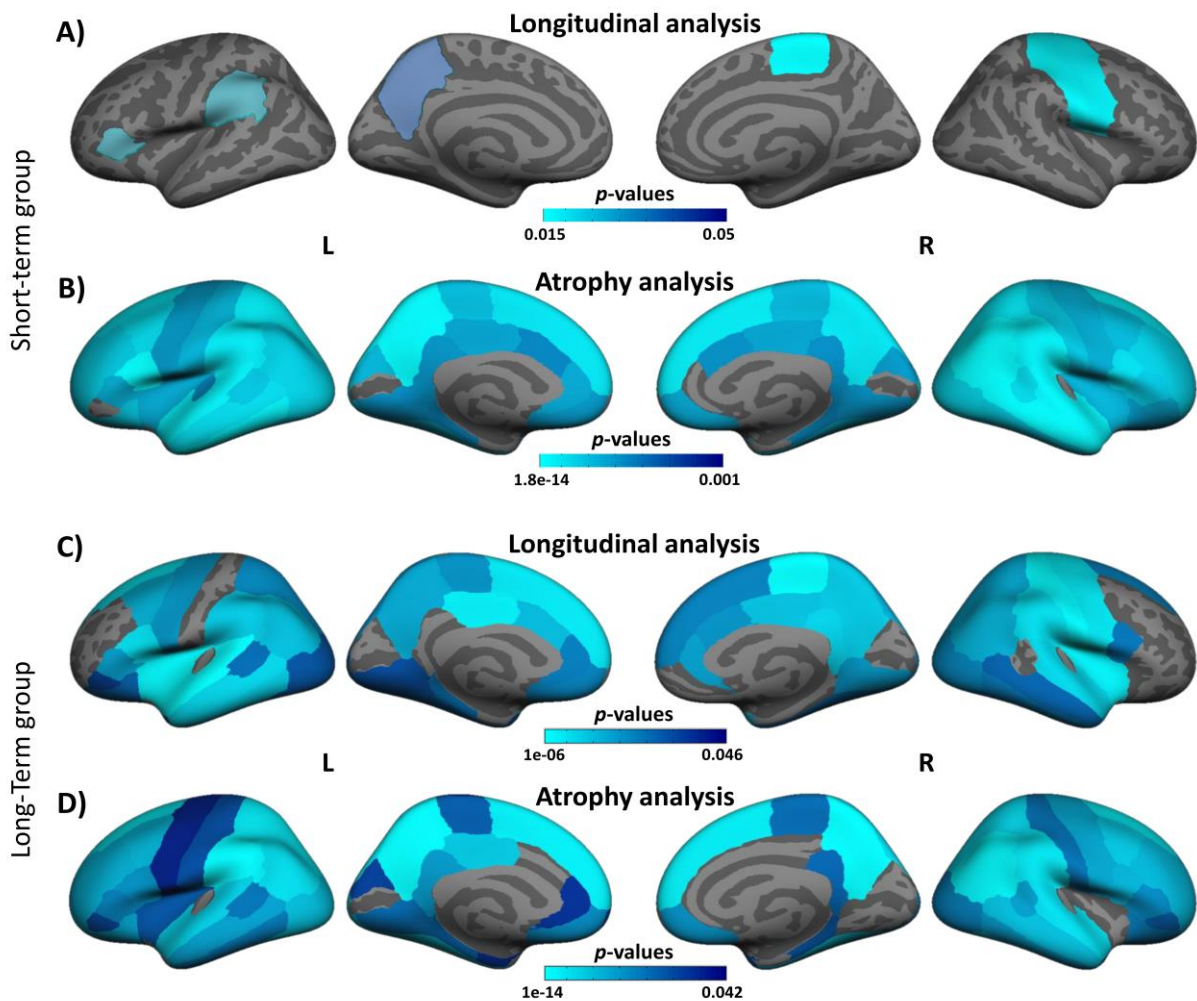 A)
Longitudinal analysis
p-values
0.015 0.05
L R
Short-term group
B)
Atrophy analysis
p-values
1.8e-14 0.001
C)
Longitudinal analysis
p-values
1e-06 0.046
L R
Long-Term group
D)
Atrophy analysis
p-values
1e-14 0.042